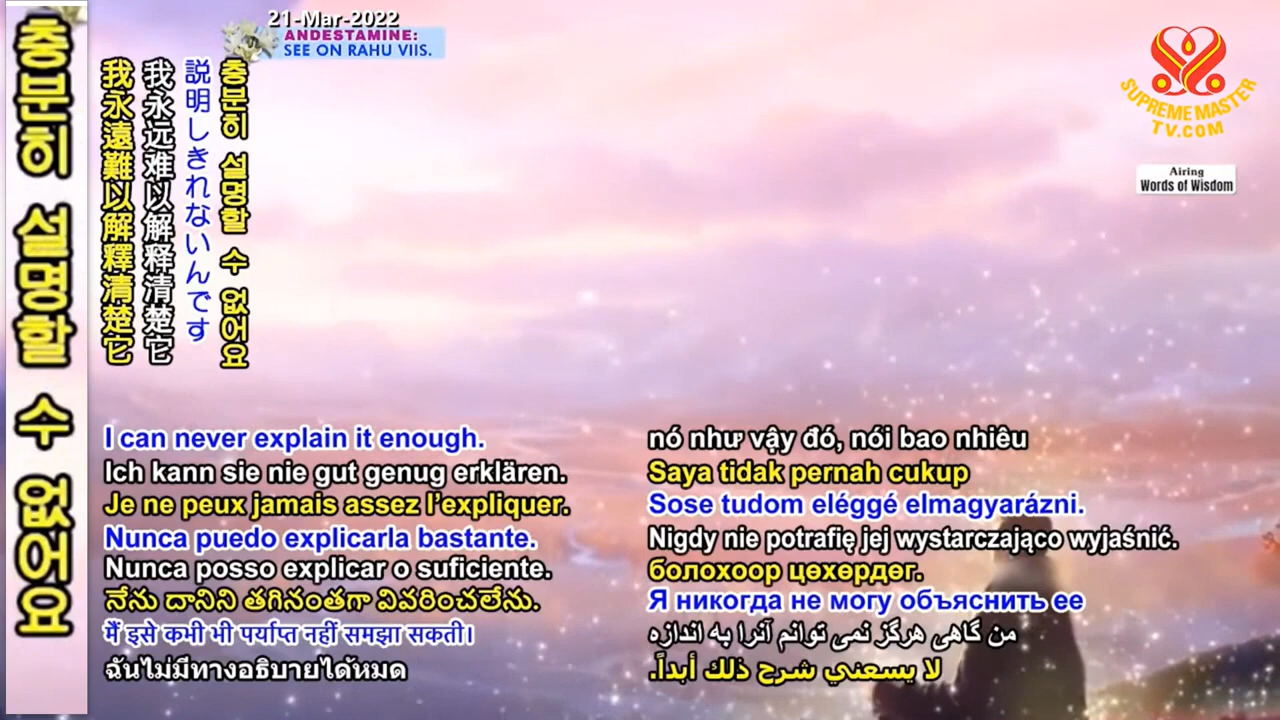 충분히 설명할 수 없어요
21-Mar-2022
ANDESTAMINE:
SEE ON RAHU VIIS.
我永遠難以解釋清楚它
我永远难以解释清楚它
説明しきれないんです
충분히 설명할 수 없어요
SUPREME MASTER
TV.COM
Airing
Words of Wisdom
I can never explain it enough.
Ich kann sie nie gut genug erklären.
Je ne peux jamais assez l'expliquer.
Nunca puedo explicarla bastante.
Nunca posso explicar o suficiente.
నేను దానిని తగినంతగా వివరించలేను.
मैं इसे कभी भी पर्याप्त नहीं समझा सकती।
ฉันไม่มีทางอธิบายได้หมด
nó như vậy đó, nói bao nhiêu
Saya tidak pernah cukup
Sose tudom eléggé elmagyarázni.
Nigdy nie potrafię jej wystarczająco wyjaśnić.
болохоор цөхөрдөг.
Я никогда не могу объяснить ее
من گاهی هرگز نمی توانم آنرا به اندازه
لا يسعني شرح ذلك أبداً.